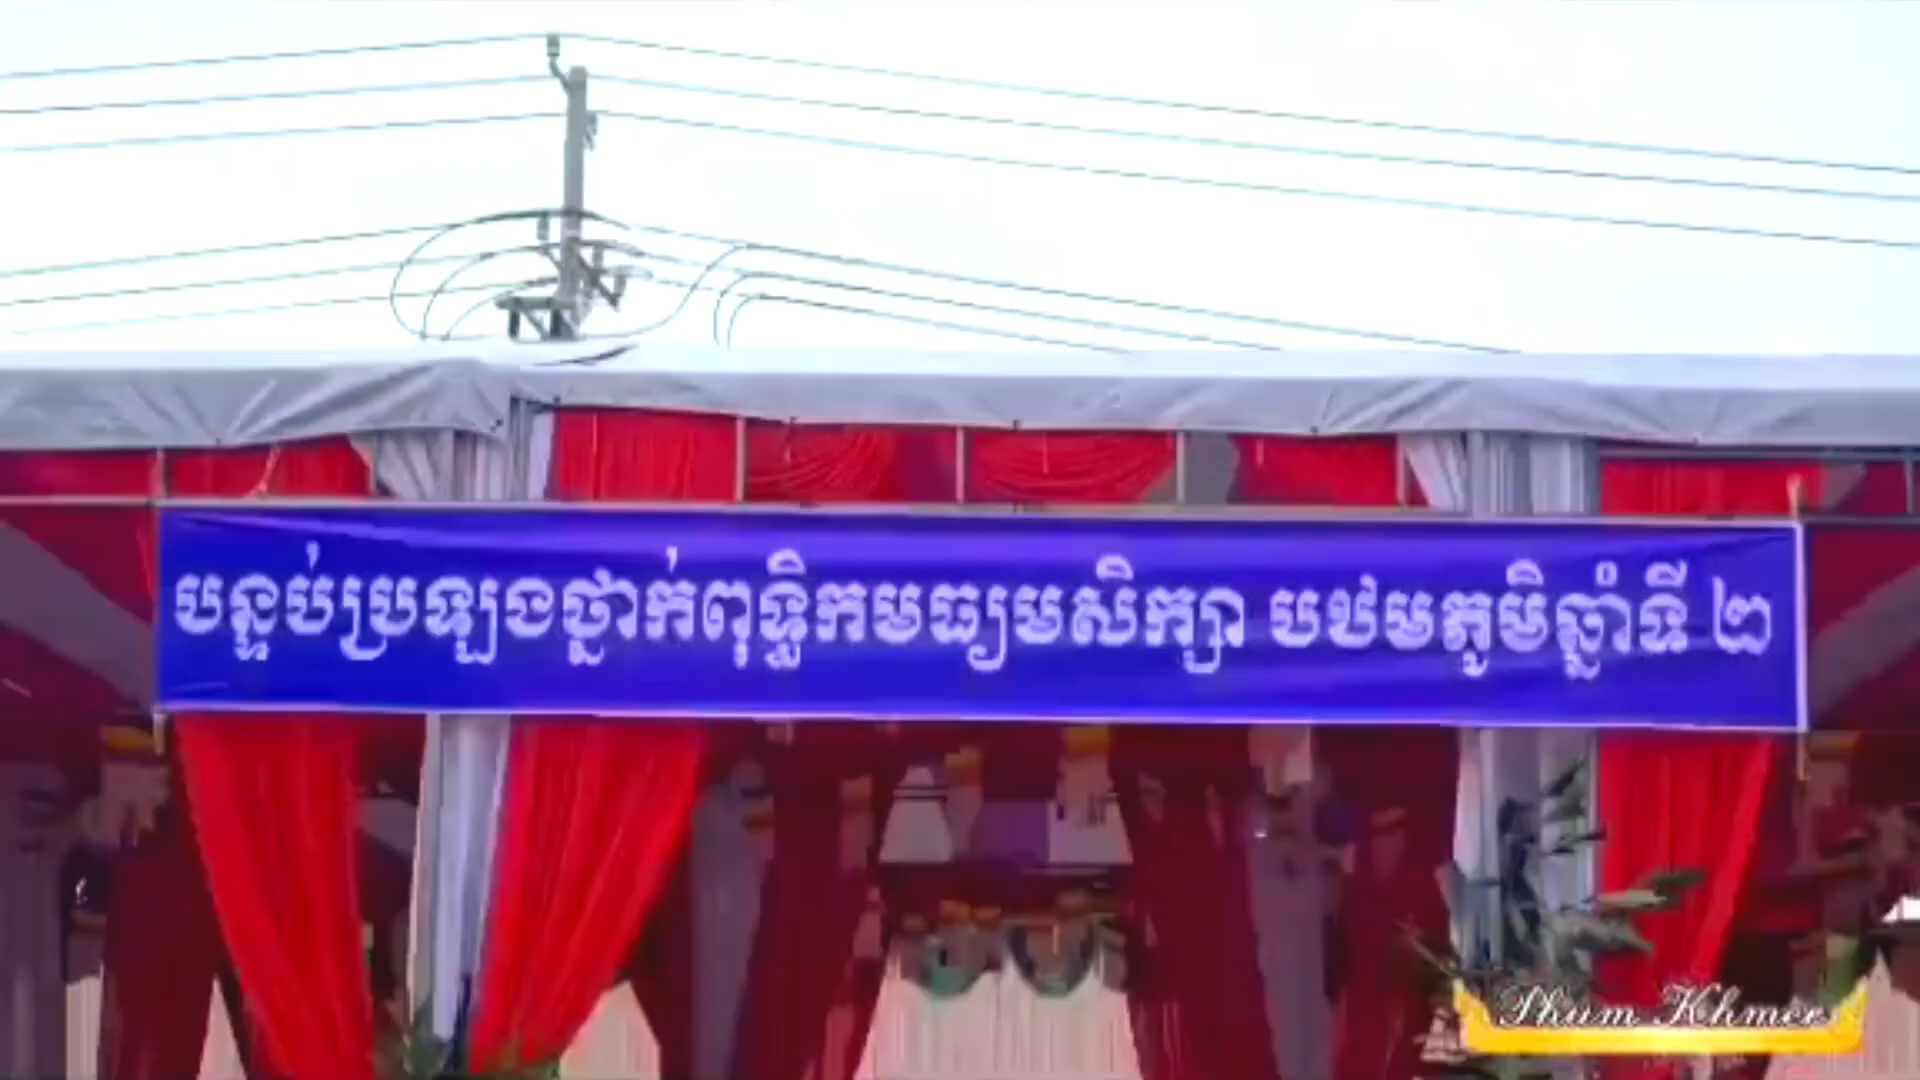 បន្ទប់ប្រឡងថ្នាក់ពុទ្ធិកមធ្យមសិក្សា បឋមភូមិឆ្នាំទី ២
Phum Khmer